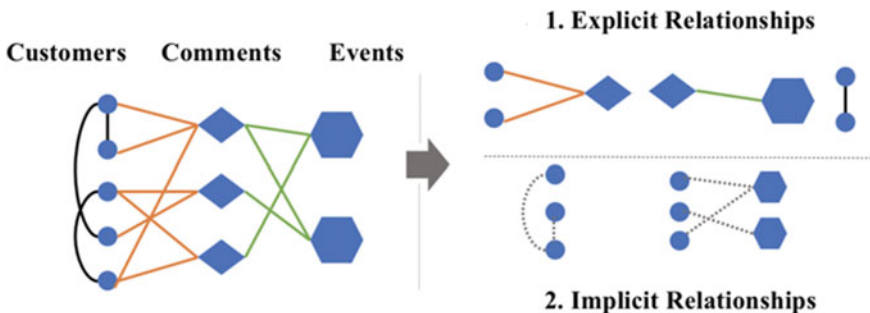 1. Explicit Relationships
Customers Comments Events
2. Implicit Relationships